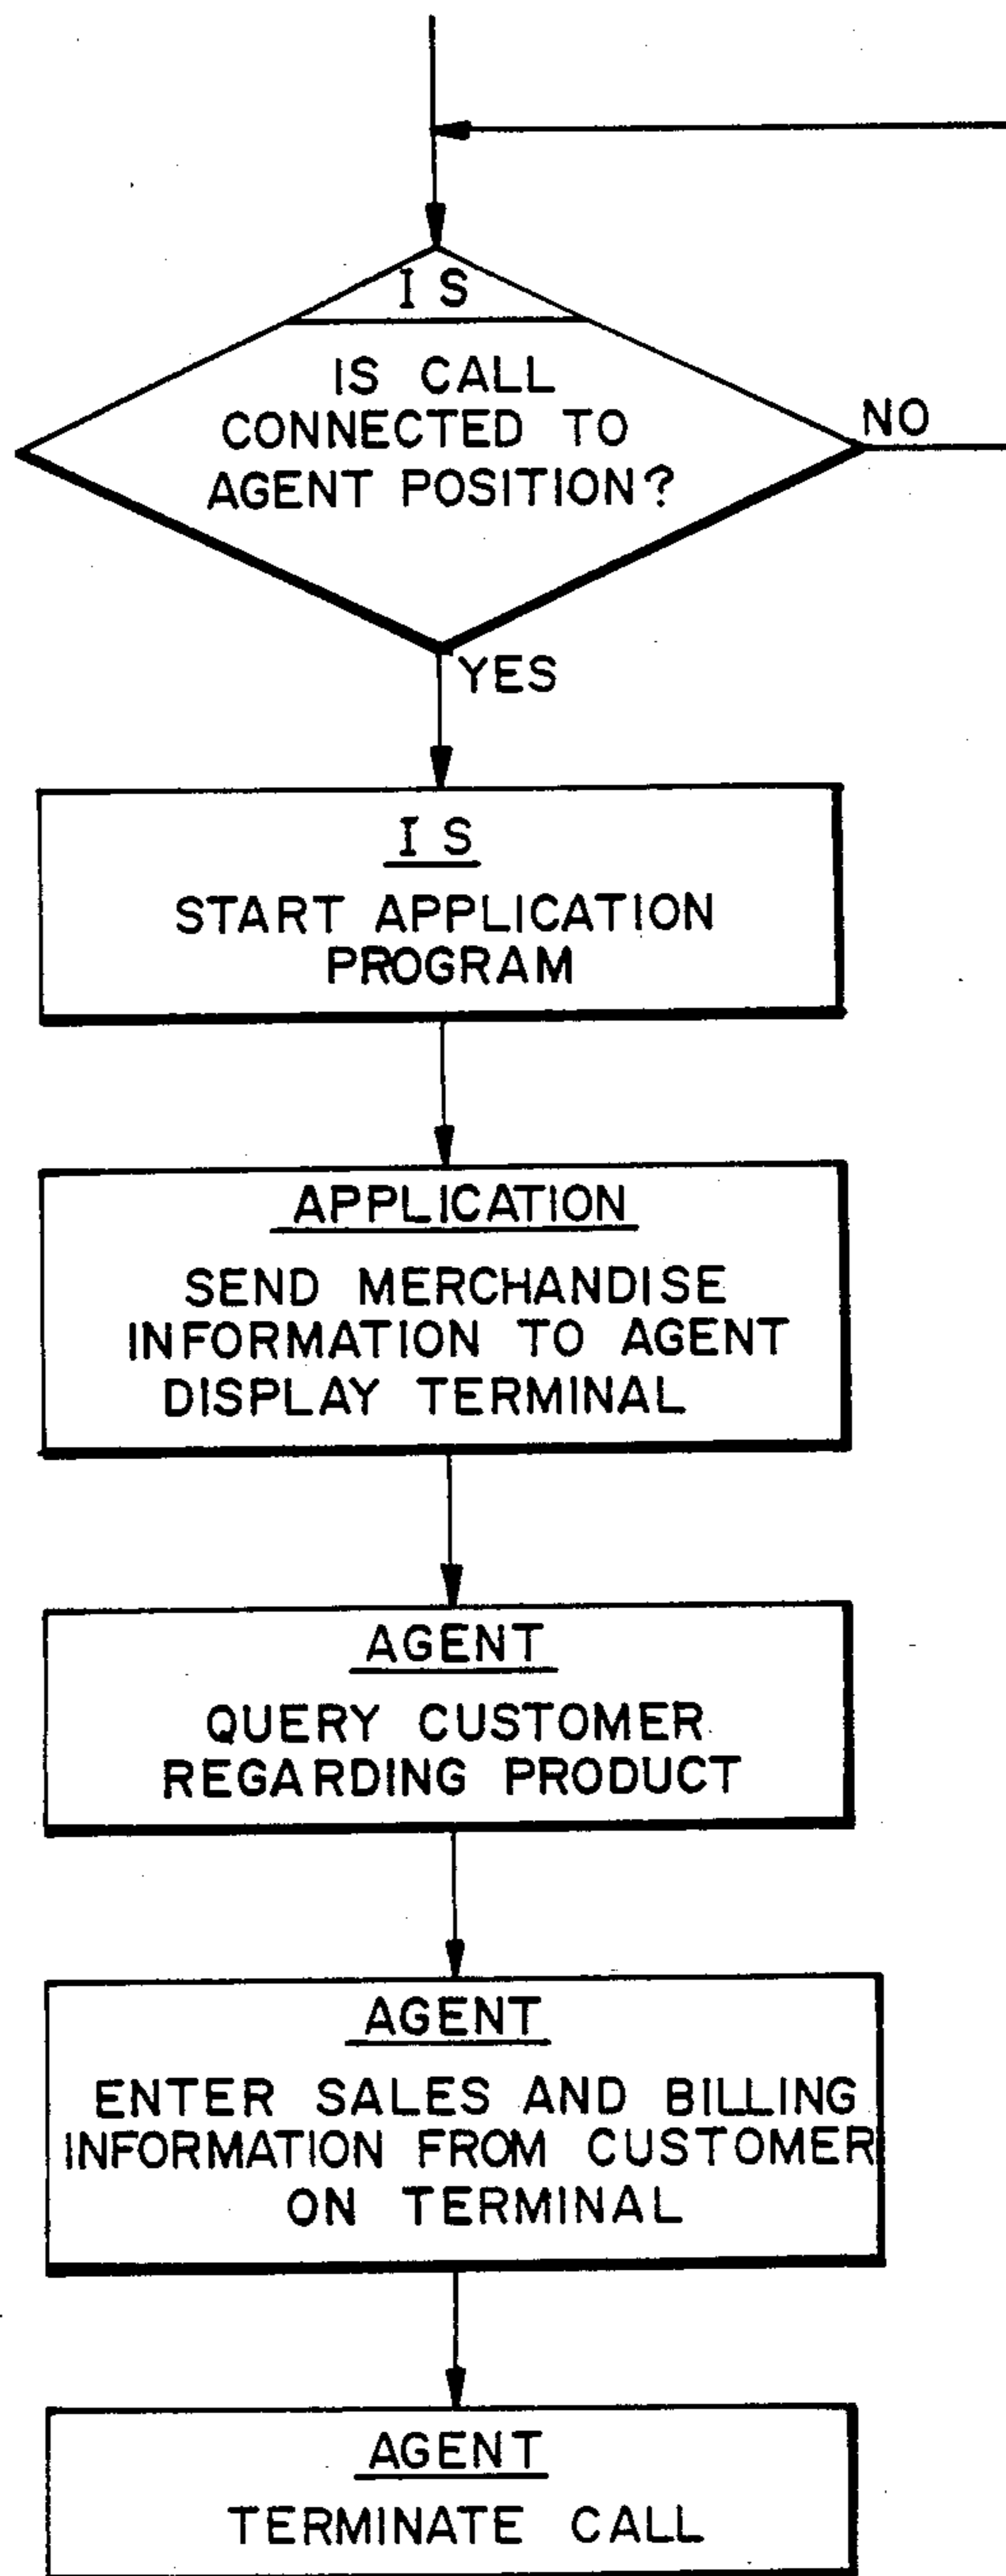 IS
IS CALL
CONNECTED TO
AGENT POSITION?
NO
YES
IS
START APPLICATION
PROGRAM
APPLICATION
SEND MERCHANDISE
INFORMATION TO AGENT
DISPLAY TERMINAL
AGENT
QUERY CUSTOMER
REGARDING PRODUCT
AGENT
ENTER SALES AND BILLING
INFORMATION FROM CUSTOMER
ON TERMINAL
AGENT
TERMINATE CALL